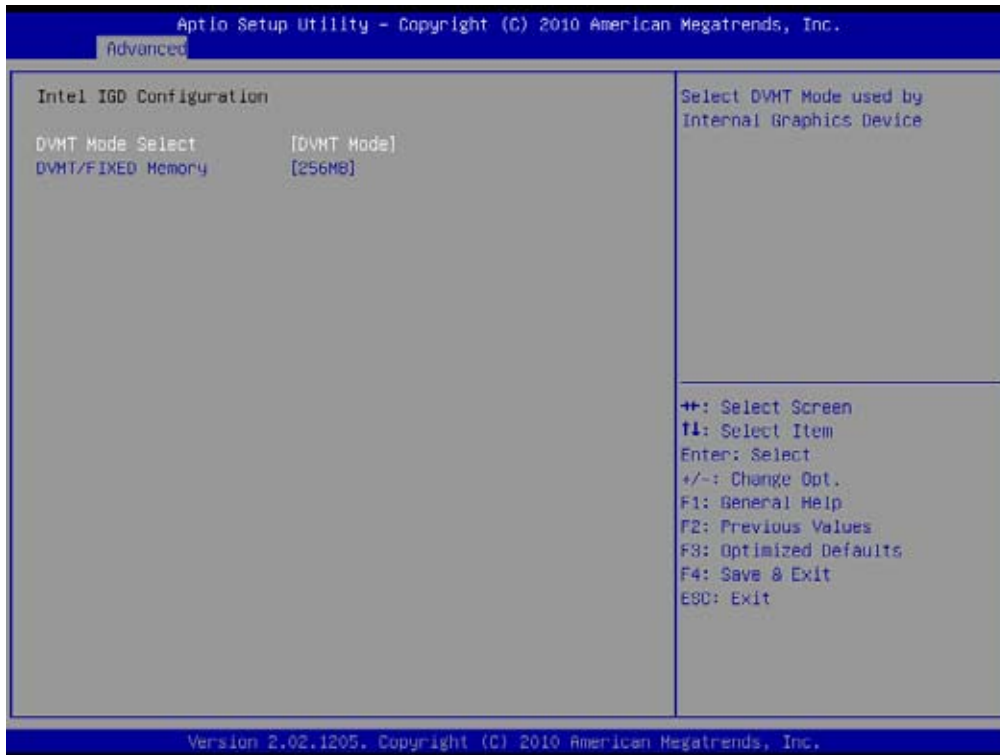 Aptio Setup Utility – Copyright (C) 2010 American Megatrends, Inc.
Advanced
Intel IGD Configuration
DVMT Mode Select [DVMT Mode]
DVMT/FIXED Memory [256MB]
Select DVMT Mode used by
Internal Graphics Device
→←: Select Screen
↑↓: Select Item
Enter: Select
+/-: Change Opt.
F1: General Help
F2: Previous Values
F3: Optimized Defaults
F4: Save & Exit
ESC: Exit
Version 2.02.1205. Copyright (C) 2010 American Megatrends, Inc.